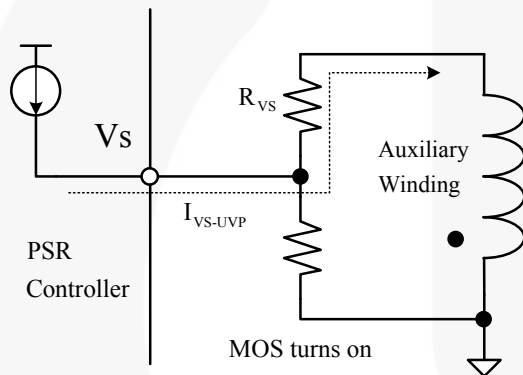 R_VS
Vs
Auxiliary
Winding
I_VS-UVP
PSR
Controller
MOS turns on